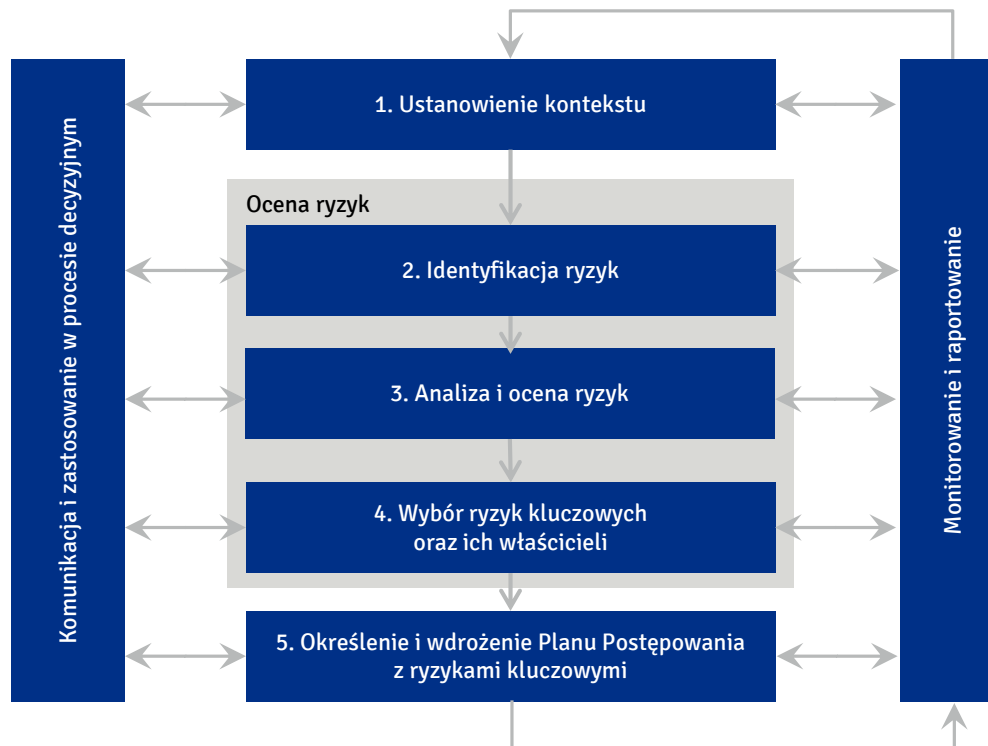 Komunikacja i zastosowanie w procesie decyzyjnym
1. Ustanowienie kontekstu
Ocena ryzyk
2. Identyfikacja ryzyk
3. Analiza i ocena ryzyk
4. Wybór ryzyk kluczowych
oraz ich właścicieli
5. Określenie i wdrożenie Planu Postępowania
z ryzykami kluczowymi
Monitorowanie i raportowanie